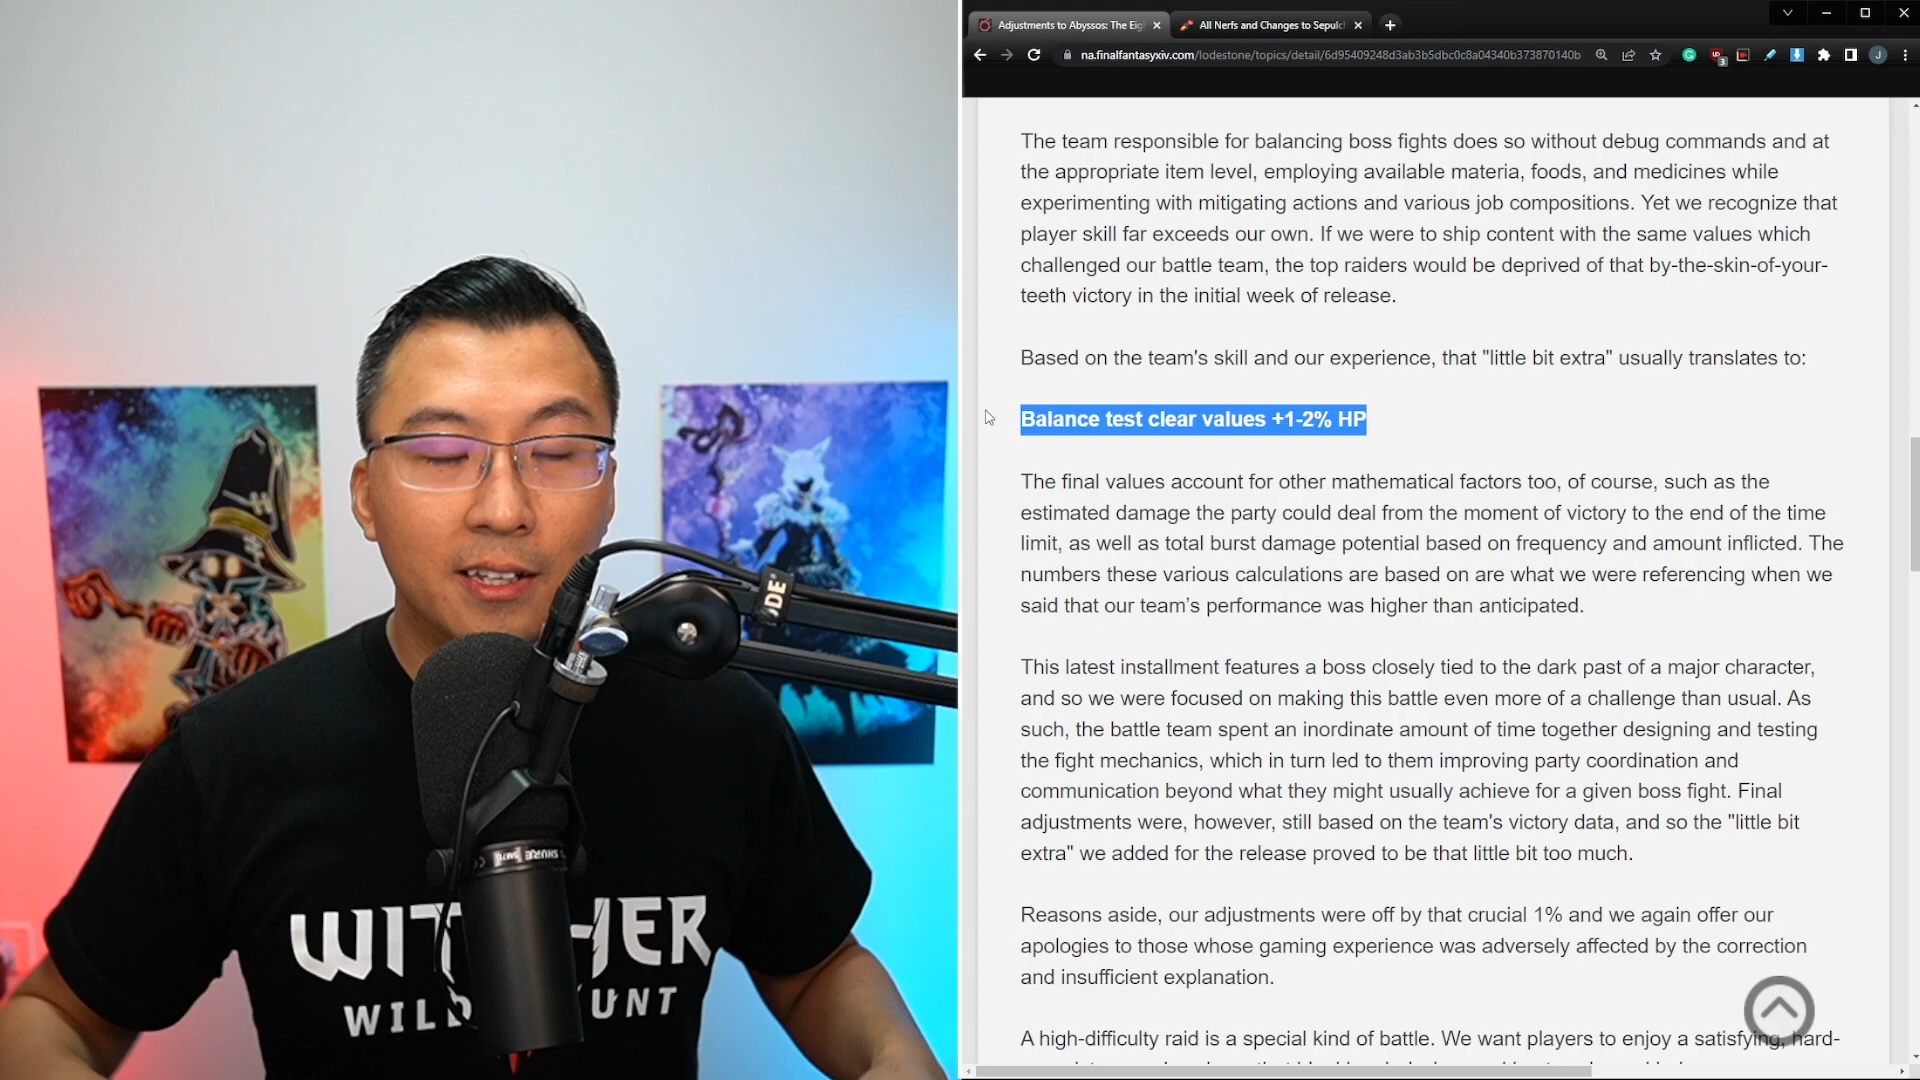 Adjustments to Abyssos: The Eig
All Nerfs and Changes to Sepulc
na.finalfantasyxiv.com/lodestone/topics/detail/6d95409248d3ab3b5dbc0c8a04340b373870140b
The team responsible for balancing boss fights does so without debug commands and at
the appropriate item level, employing available materia, foods, and medicines while
experimenting with mitigating actions and various job compositions. Yet we recognize that
player skill far exceeds our own. If we were to ship content with the same values which
challenged our battle team, the top raiders would be deprived of that by-the-skin-of-your-
teeth victory in the initial week of release.
Based on the team's skill and our experience, that "little bit extra" usually translates to:
Balance test clear values +1-2% HP
The final values account for other mathematical factors too, of course, such as the
estimated damage the party could deal from the moment of victory to the end of the time
limit, as well as total burst damage potential based on frequency and amount inflicted. The
numbers these various calculations are based on are what we were referencing when we
said that our team’s performance was higher than anticipated.
This latest installment features a boss closely tied to the dark past of a major character,
and so we were focused on making this battle even more of a challenge than usual. As
such, the battle team spent an inordinate amount of time together designing and testing
the fight mechanics, which in turn led to them improving party coordination and
communication beyond what they might usually achieve for a given boss fight. Final
adjustments were, however, still based on the team's victory data, and so the "little bit
extra" we added for the release proved to be that little bit too much.
Reasons aside, our adjustments were off by that crucial 1% and we again offer our
apologies to those whose gaming experience was adversely affected by the correction
and insufficient explanation.
A high-difficulty raid is a special kind of battle. We want players to enjoy a satisfying, hard-
ODE
SHURE
WIT HER
WILD UNT
3
J